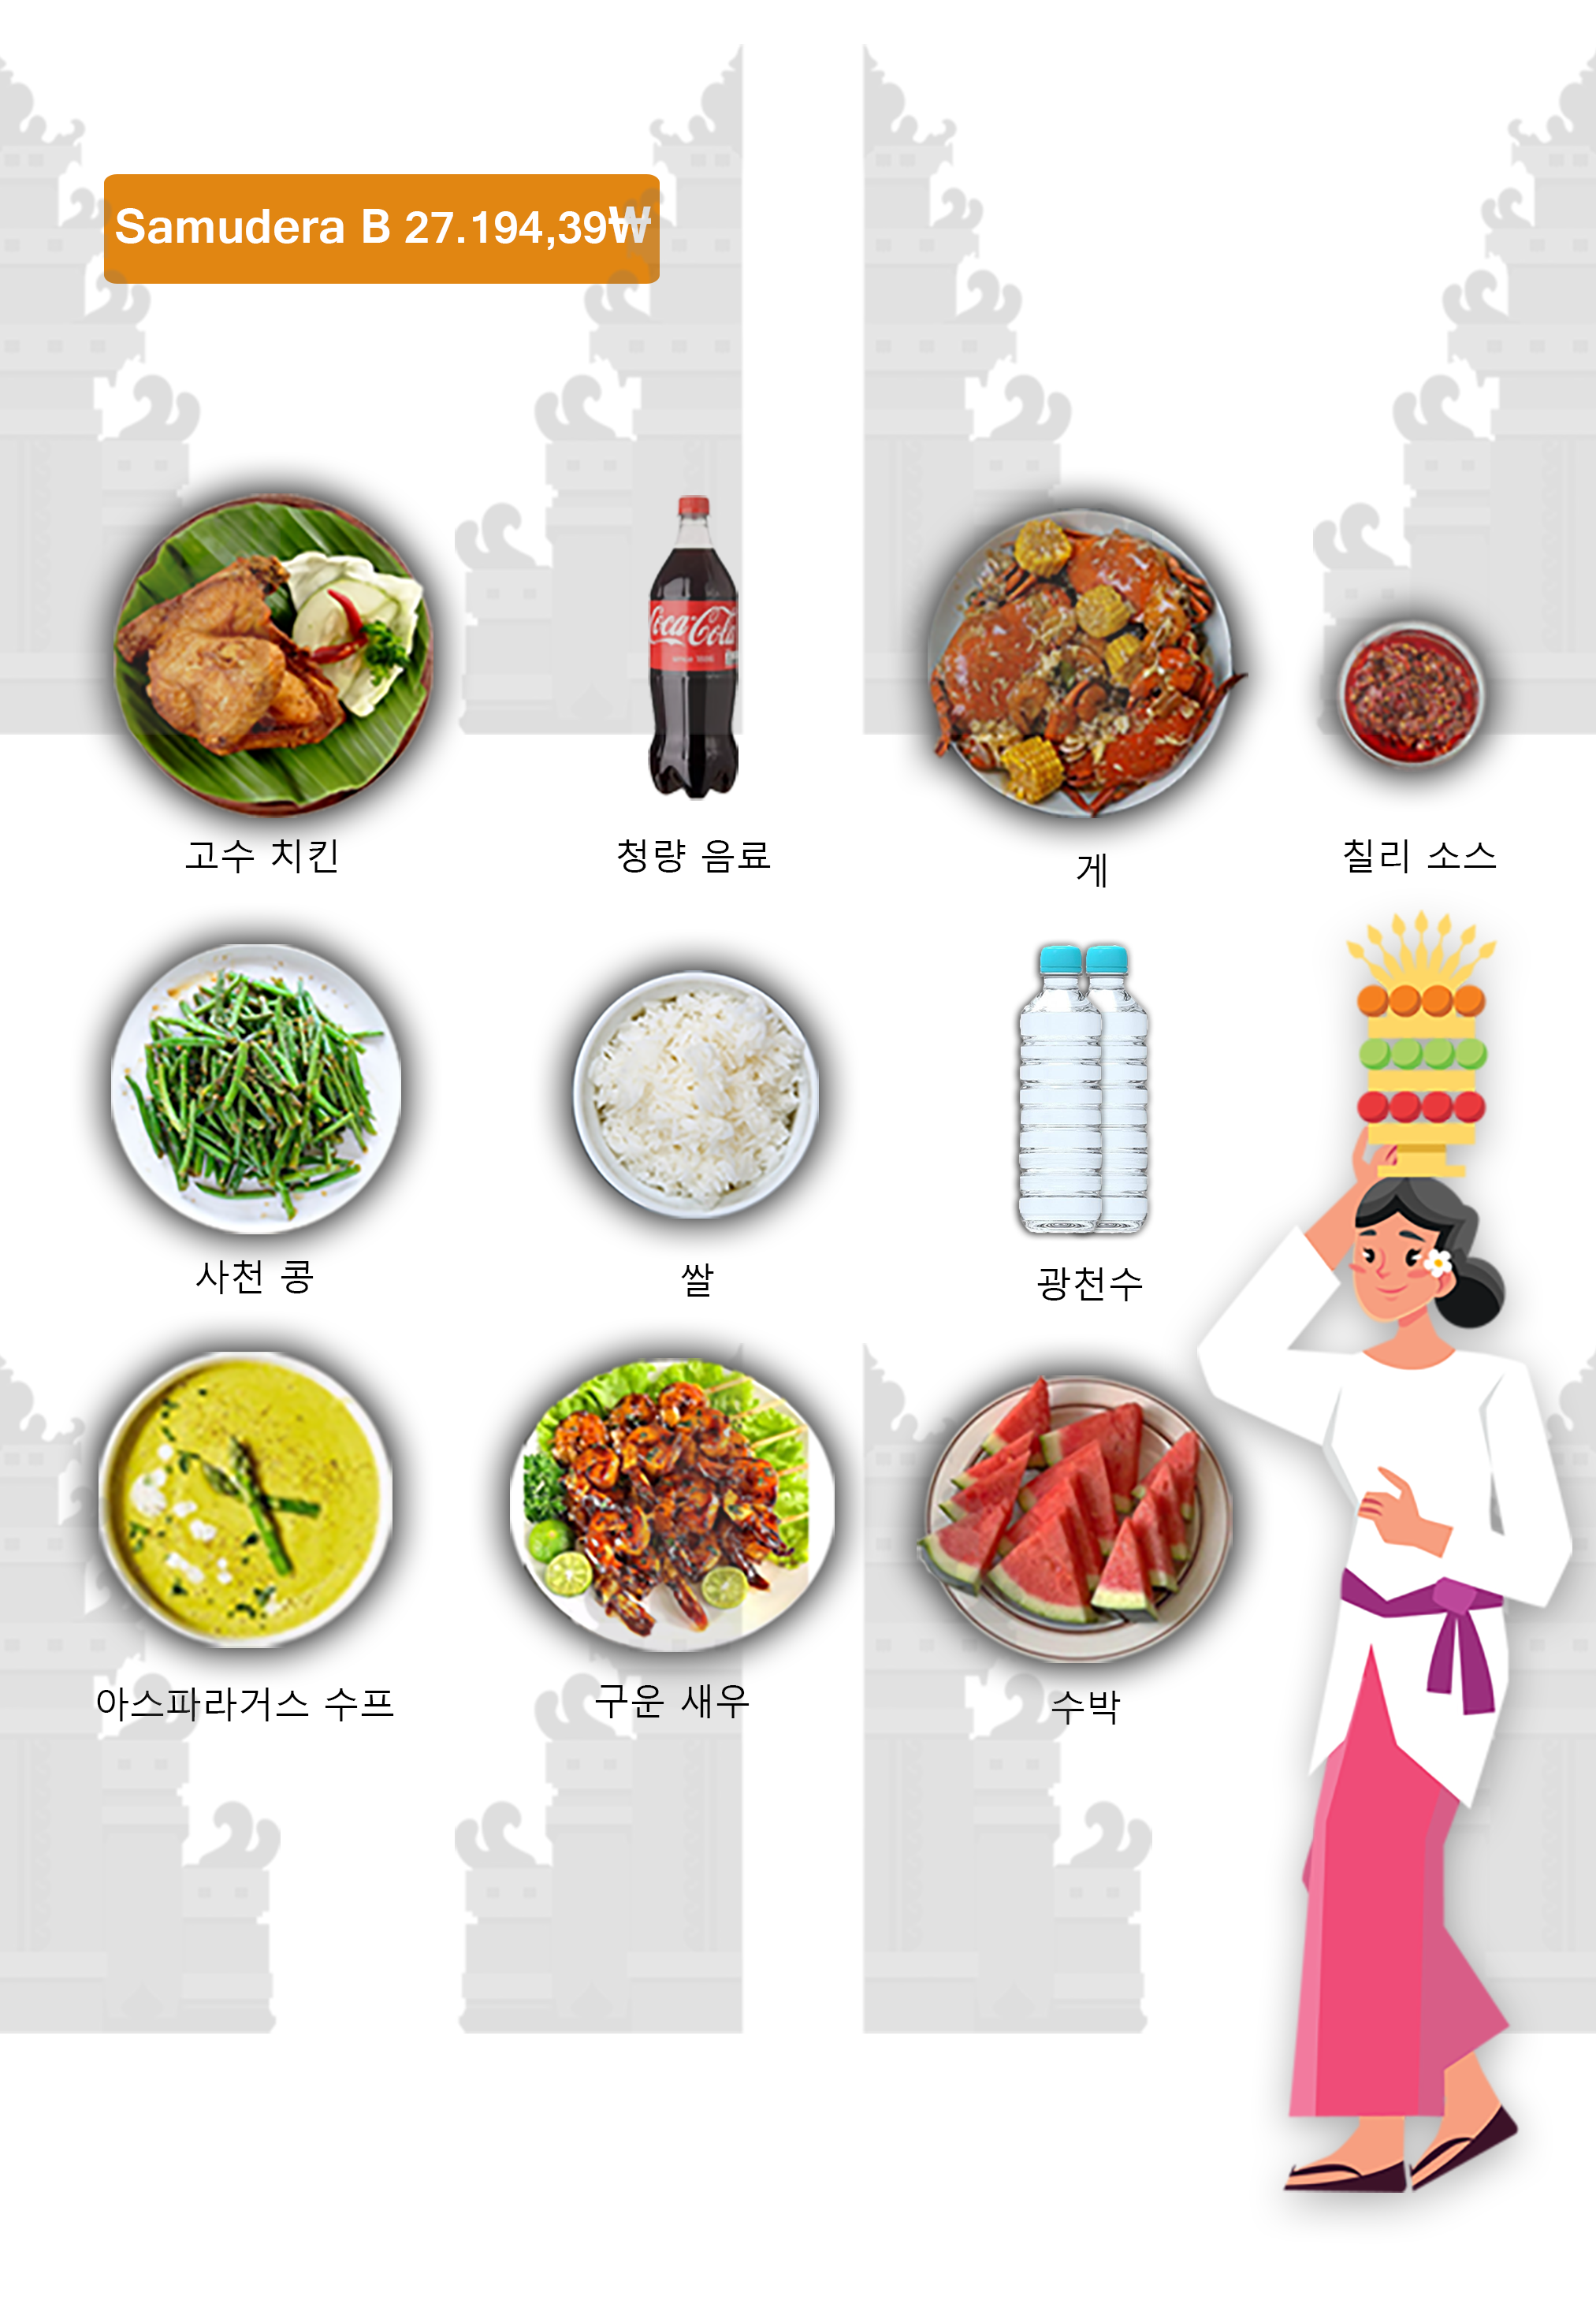 Samudera B 27.194,39₩
Coca-Cola
고수 치킨
청량 음료
게
칠리 소스
사천 콩
쌀
광천수
아스파라거스 수프
구운 새우
수박